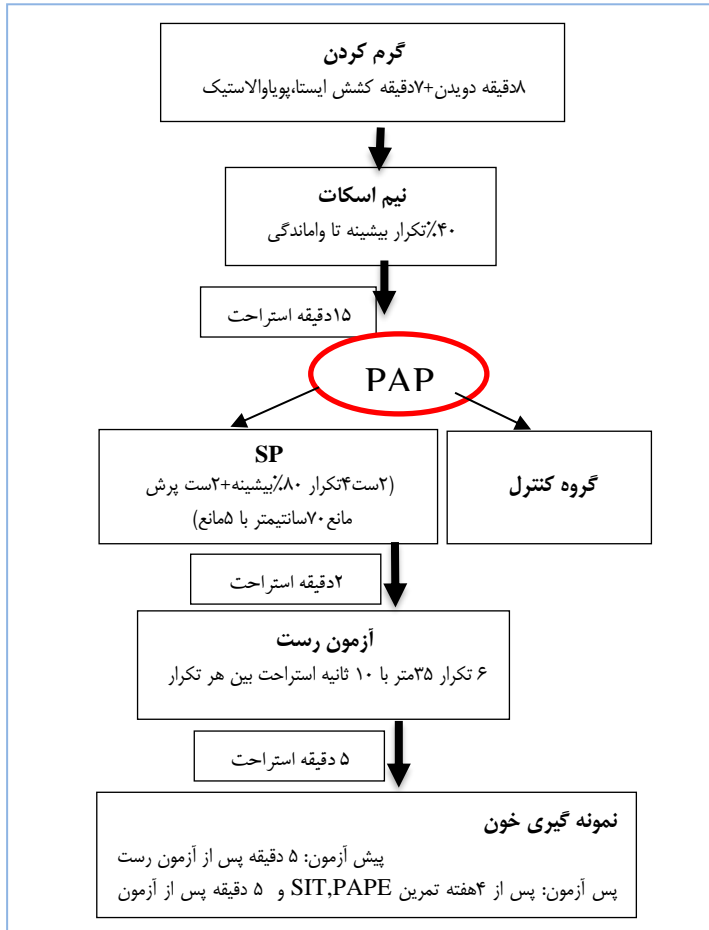 گرم کردن
۸دقیقه دویدن+۷دقیقه کشش ایستا،پویاوالاستیک
نیم اسکات
۴۰٪تکرار بیشینه تا واماندگی
۱۵دقیقه استراحت
PAP
SP
(۲ست۴تکرار ۸۰٪بیشینه+۲ست پرش
مانع۷۰سانتیمتر با ۵مانع)
گروه کنترل
۲دقیقه استراحت
آزمون رست
۶ تکرار ۳۵متر با ۱۰ ثانیه استراحت بین هر تکرار
۵ دقیقه استراحت
نمونه گیری خون
پیش آزمون: ۵ دقیقه پس از آزمون رست
پس آزمون: پس از ۴هفته تمرین SIT,PAPE و ۵ دقیقه پس از آزمون